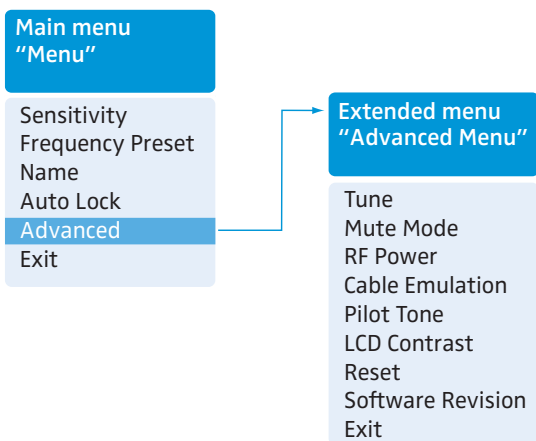 Main menu
“Menu”
Sensitivity
Frequency Preset
Name
Auto Lock
Advanced
Exit
Extended menu
“Advanced Menu”
Tune
Mute Mode
RF Power
Cable Emulation
Pilot Tone
LCD Contrast
Reset
Software Revision
Exit